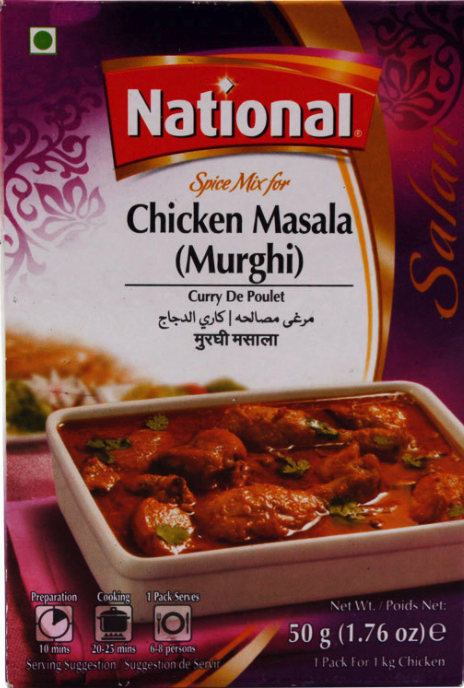 National®
Salan
Spice Mix for
Chicken Masala
(Murghi)
Curry De Poulet
مرغی مصالحہ | كاري الدجاج
मुरघी मसाला
Preparation Cooking 1 Pack Serves
10 mins 20-25 mins 6-8 persons
Serving Suggestion Suggestion de Servir
Net Wt. / Poids Net:
50 g (1.76 oz) e
1 Pack For 1 kg Chicken